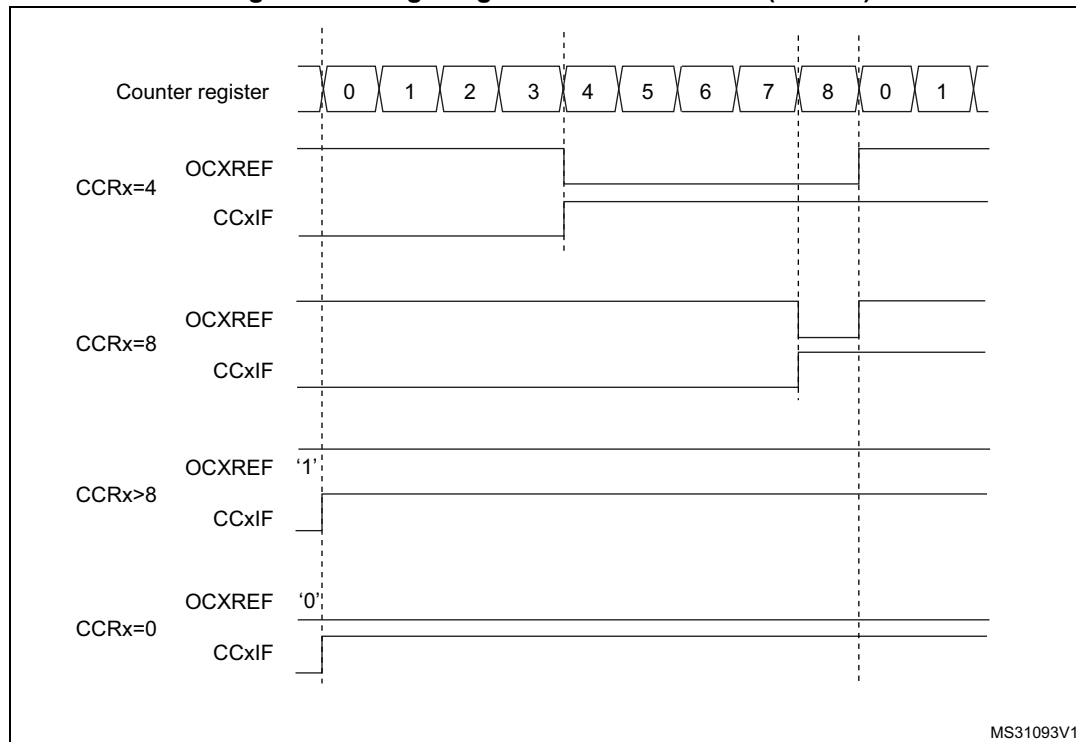 Counter register 0 1 2 3 4 5 6 7 8 0 1
OCXREF
CCRx=4
CCxIF
OCXREF
CCRx=8
CCxIF
OCXREF ‘1’
CCRx>8
CCxIF
OCXREF ‘0’
CCRx=0
CCxIF
MS31093V1